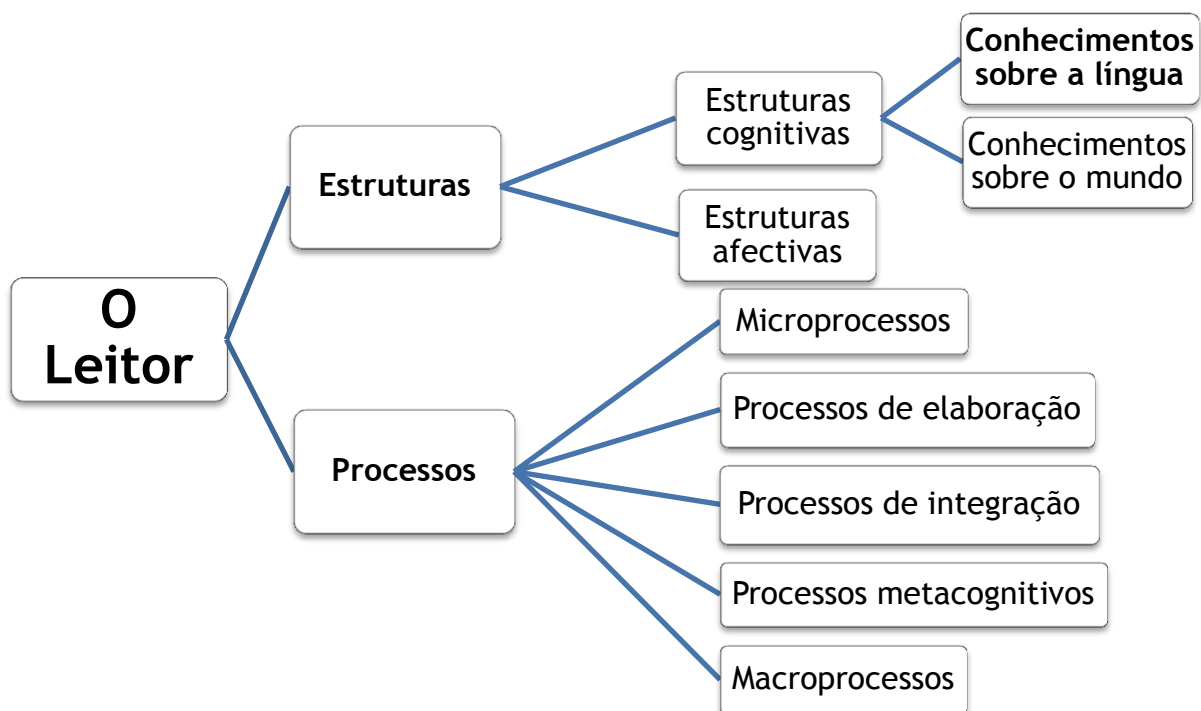 O
Leitor
Estruturas
Estruturas
cognitivas
Conhecimentos
sobre a língua
Conhecimentos
sobre o mundo
Estruturas
afectivas
Processos
Microprocessos
Processos de elaboração
Processos de integração
Processos metacognitivos
Macroprocessos